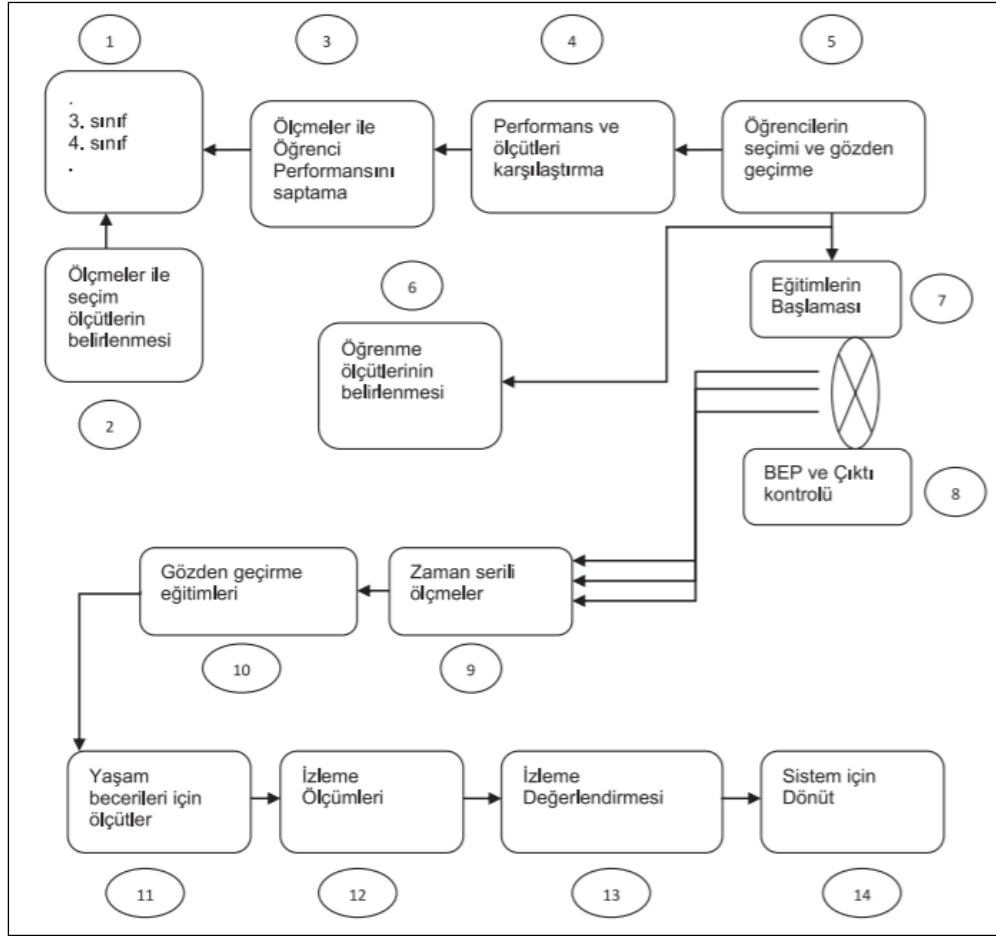 1
3
4
5
.
3. sınıf
4. sınıf
.
Ölçmeler ile
Öğrenci
Performansını
saptama
Performans ve
ölçütleri
karşılaştırma
Öğrencilerin
seçimi ve gözden
geçirme
Ölçmeler ile
seçim
ölçütlerin
belirlenmesi
2
6
Öğrenme
ölçütlerinin
belirlenmesi
Eğitimlerin
Başlaması
7
BEP ve Çıktı
kontrolü
8
Gözden geçirme
eğitimleri
Zaman serili
ölçmeler
10
9
Yaşam
becerileri için
ölçütler
İzleme
Ölçümleri
İzleme
Değerlendirmesi
Sistem için
Dönüt
11
12
13
14